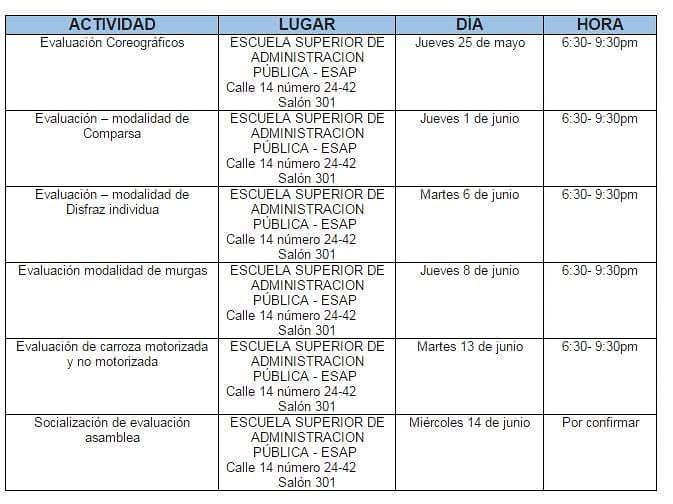 ACTIVIDAD LUGAR DÍA HORA
Evaluación Coreográficos ESCUELA SUPERIOR DE Jueves 25 de mayo 6:30- 9:30pm
ADMINISTRACION
PÚBLICA - ESAP
Calle 14 número 24-42
Salón 301
Evaluación – modalidad de ESCUELA SUPERIOR DE Jueves 1 de junio 6:30- 9:30pm
Comparsa ADMINISTRACION
PÚBLICA - ESAP
Calle 14 número 24-42
Salón 301
Evaluación – modalidad de ESCUELA SUPERIOR DE Martes 6 de junio 6:30- 9:30pm
Disfraz individua ADMINISTRACION
PÚBLICA - ESAP
Calle 14 número 24-42
Salón 301
Evaluación modalidad de murgas ESCUELA SUPERIOR DE Jueves 8 de junio 6:30- 9:30pm
ADMINISTRACION
PÚBLICA - ESAP
Calle 14 número 24-42
Salón 301
Evaluación de carroza motorizada ESCUELA SUPERIOR DE Martes 13 de junio 6:30- 9:30pm
y no motorizada ADMINISTRACION
PÚBLICA - ESAP
Calle 14 número 24-42
Salón 301
Socialización de evaluación ESCUELA SUPERIOR DE Miércoles 14 de junio Por confirmar
asamblea ADMINISTRACION
PÚBLICA - ESAP
Calle 14 número 24-42
Salón 301